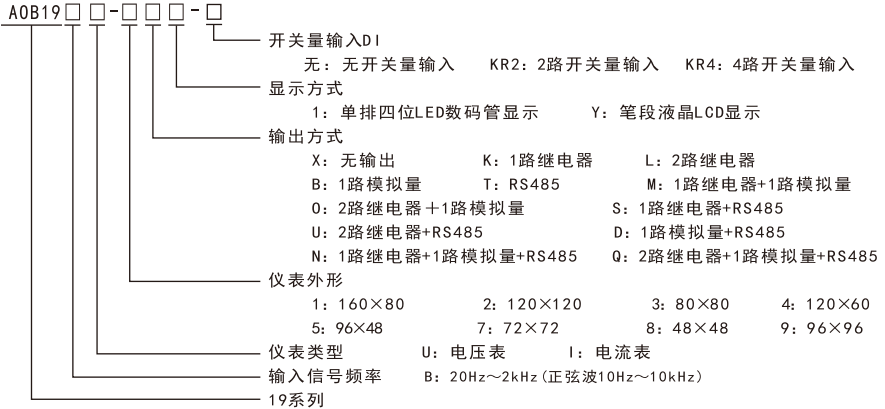 AOB19□□-□□□-□
开关量输入DI
无：无开关量输入 KR2：2路开关量输入 KR4：4路开关量输入
显示方式
1：单排四位LED数码管显示 Y：笔段液晶LCD显示
输出方式
X：无输出 K：1路继电器 L：2路继电器
B：1路模拟量 T：RS485 M：1路继电器+1路模拟量
O：2路继电器＋1路模拟量 S：1路继电器+RS485
U：2路继电器+RS485 D：1路模拟量+RS485
N：1路继电器+1路模拟量+RS485 Q：2路继电器+1路模拟量+RS485
仪表外形
1：160×80 2：120×120 3：80×80 4：120×60
5：96×48 7：72×72 8：48×48 9：96×96
仪表类型 U：电压表 I：电流表
输入信号频率 B：20Hz～2kHz(正弦波10Hz～10kHz)
19系列